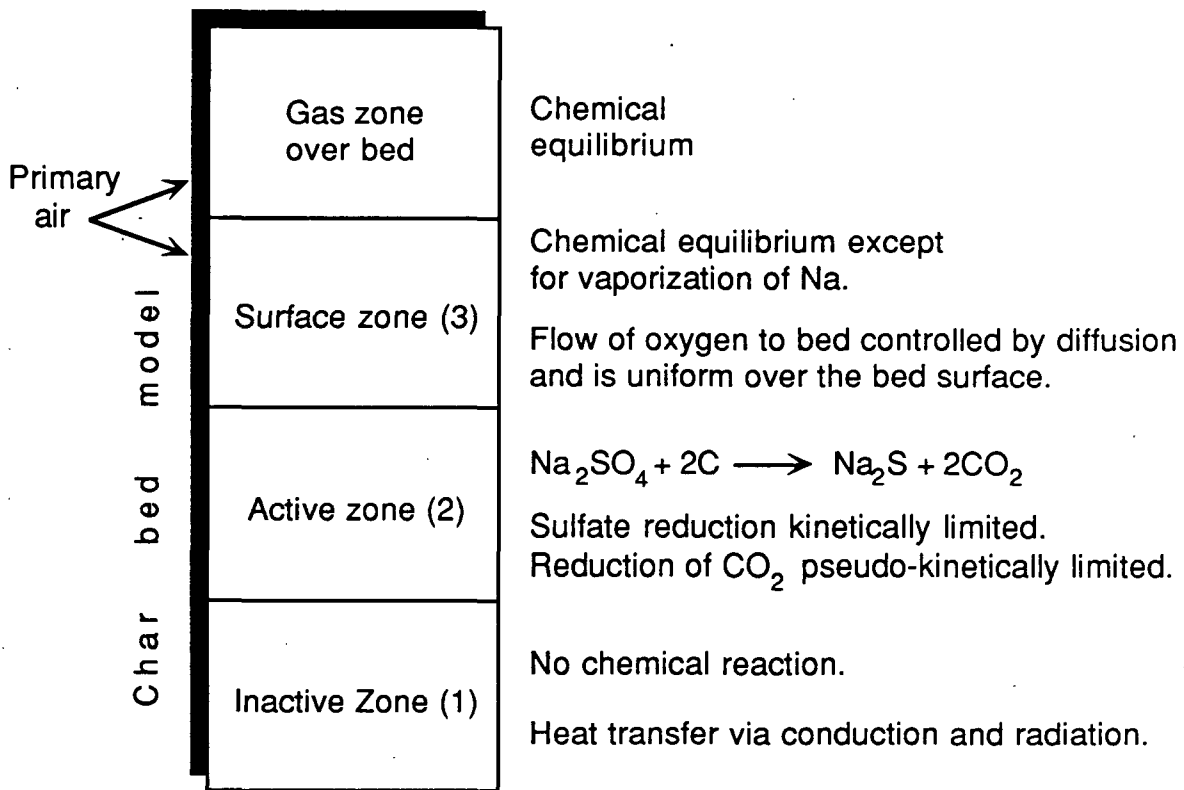 Gas zone
over bed
Chemical
equilibrium
Primary
air
Surface zone (3)
Chemical equilibrium except
for vaporization of Na.
Flow of oxygen to bed controlled by diffusion
and is uniform over the bed surface.
Active zone (2)
Na₂SO₄ + 2C ⟶ Na₂S + 2CO₂
Sulfate reduction kinetically limited.
Reduction of CO₂ pseudo-kinetically limited.
Inactive Zone (1)
No chemical reaction.
Heat transfer via conduction and radiation.
Char bed model